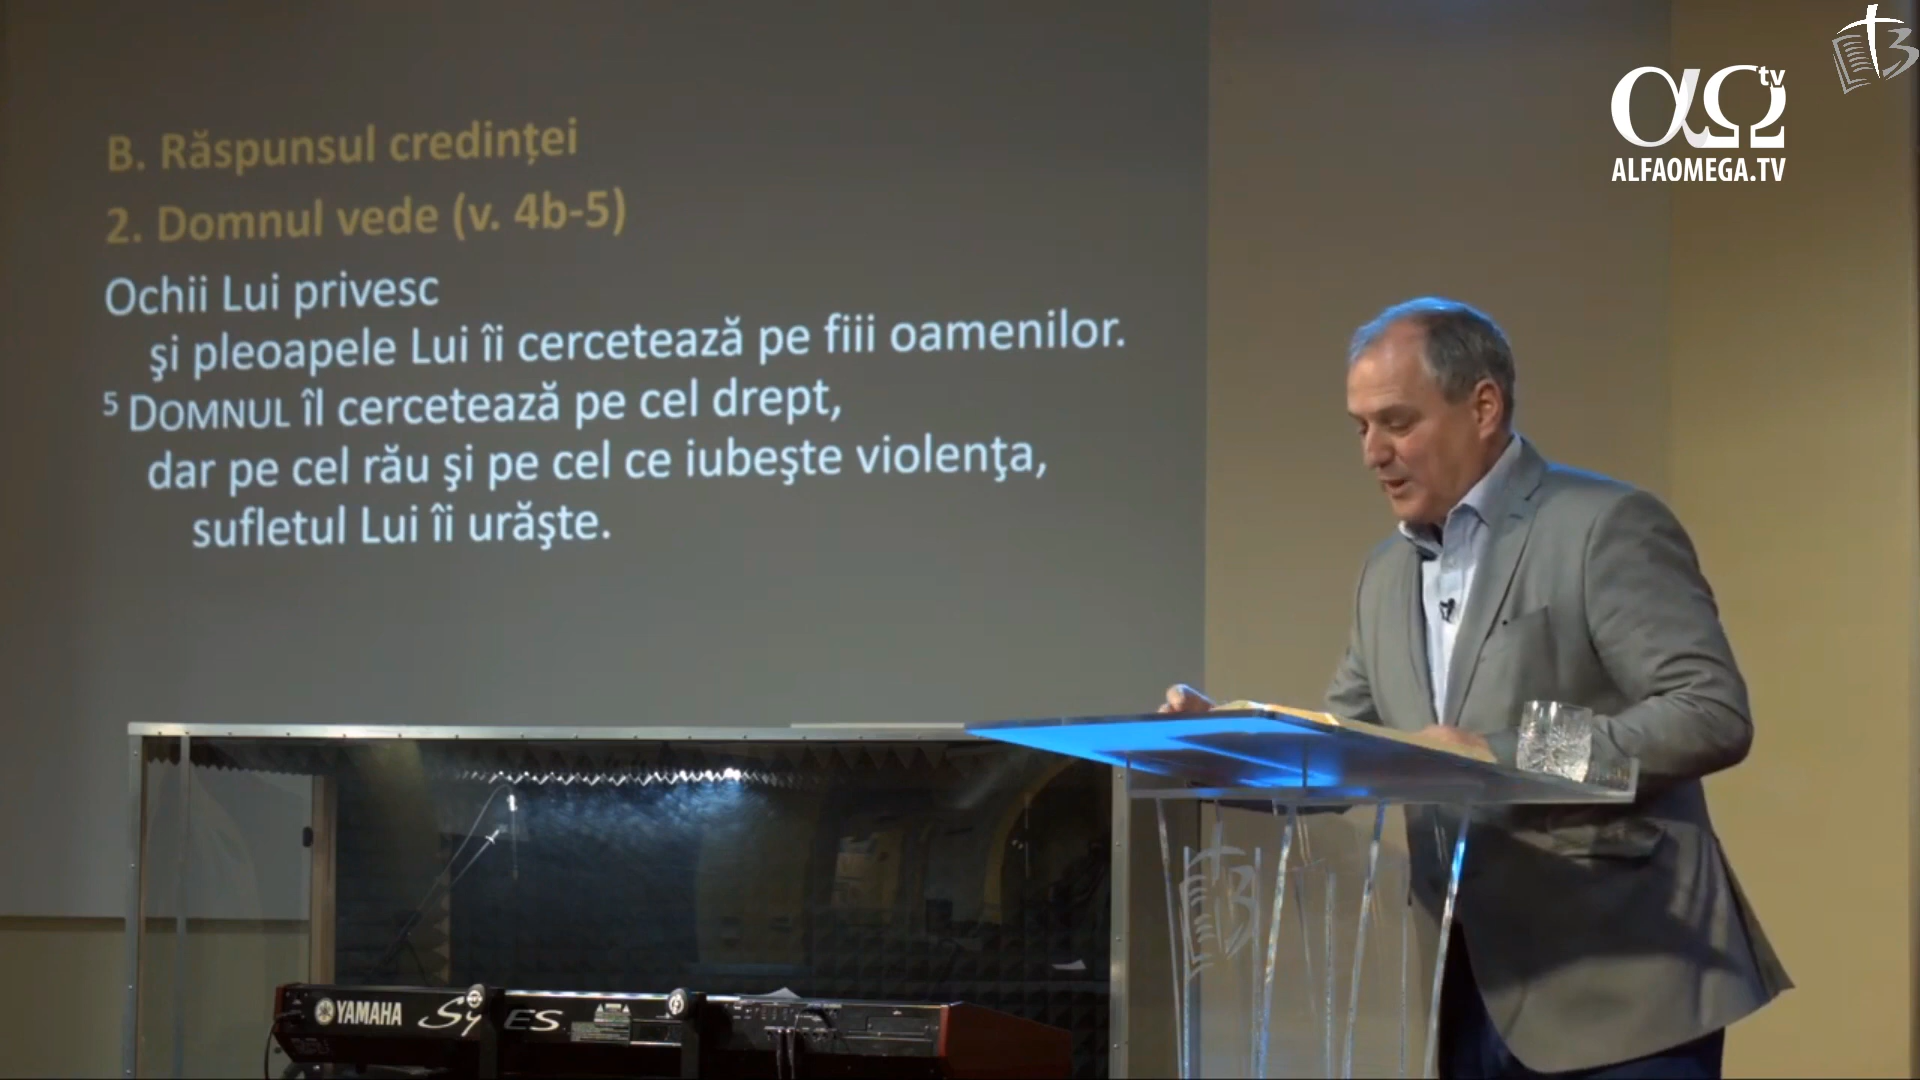 B. Răspunsul credinței
2. Domnul vede (v. 4b-5)
Ochii Lui privesc
şi pleoapele Lui îi cercetează pe fiii oamenilor.
5 DOMNUL îl cercetează pe cel drept,
dar pe cel rău şi pe cel ce iubeşte violenţa,
sufletul Lui îi urăşte.
αΩ tv
ALFAOMEGA.TV
YAMAHA